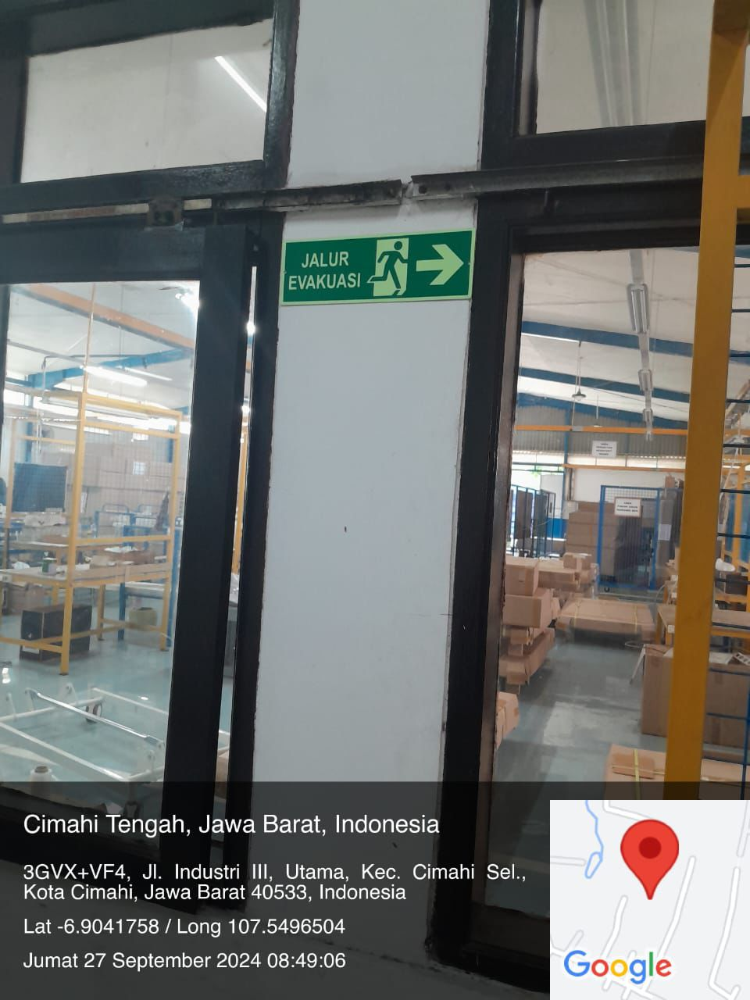 JALUR
EVAKUASI
Cimahi Tengah, Jawa Barat, Indonesia
3GVX+VF4, Jl. Industri III, Utama, Kec. Cimahi Sel.,
Kota Cimahi, Jawa Barat 40533, Indonesia
Lat -6.9041758 / Long 107.5496504
Jumat 27 September 2024 08:49:06
Google